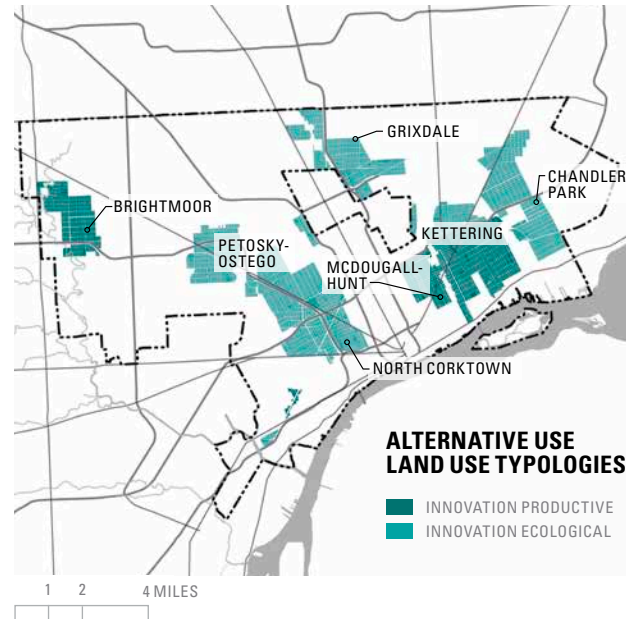 GRIXDALE
CHANDLER
PARK
BRIGHTMOOR
KETTERING
PETOSKY-
OSTEGO
MCDOUGALL-
HUNT
NORTH CORKTOWN
ALTERNATIVE USE
LAND USE TYPOLOGIES
INNOVATION PRODUCTIVE
INNOVATION ECOLOGICAL
1 2 4 MILES